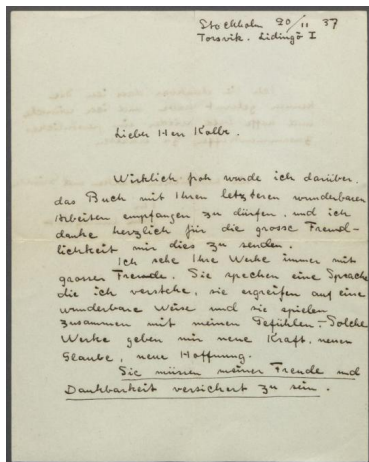 Stockholm 20/11 37
Torsvik. Lidingö I
Lieber Herr Kolbe.
Wirklich froh wurde ich darüber,
das Buch mit Ihren letzteren wunderbaren
Arbeiten empfangen zu dürfen, und ich
danke herzlich für die grosse Freund-
lichkeit mir dies zu senden.
Ich sehe Ihre Werke immer mit
grosser Freude. Sie sprechen eine Sprache
die ich verstehe, sie ergreifen auf eine
wunderbare Weise und sie spielen
zusammen mit meinen Gefühlen. – Solche
Werke geben mir neue Kraft, neuen
Glaube, neue Hoffnung.
Sie müssen meiner Freude und
Dankbarkeit versichert zu sein.